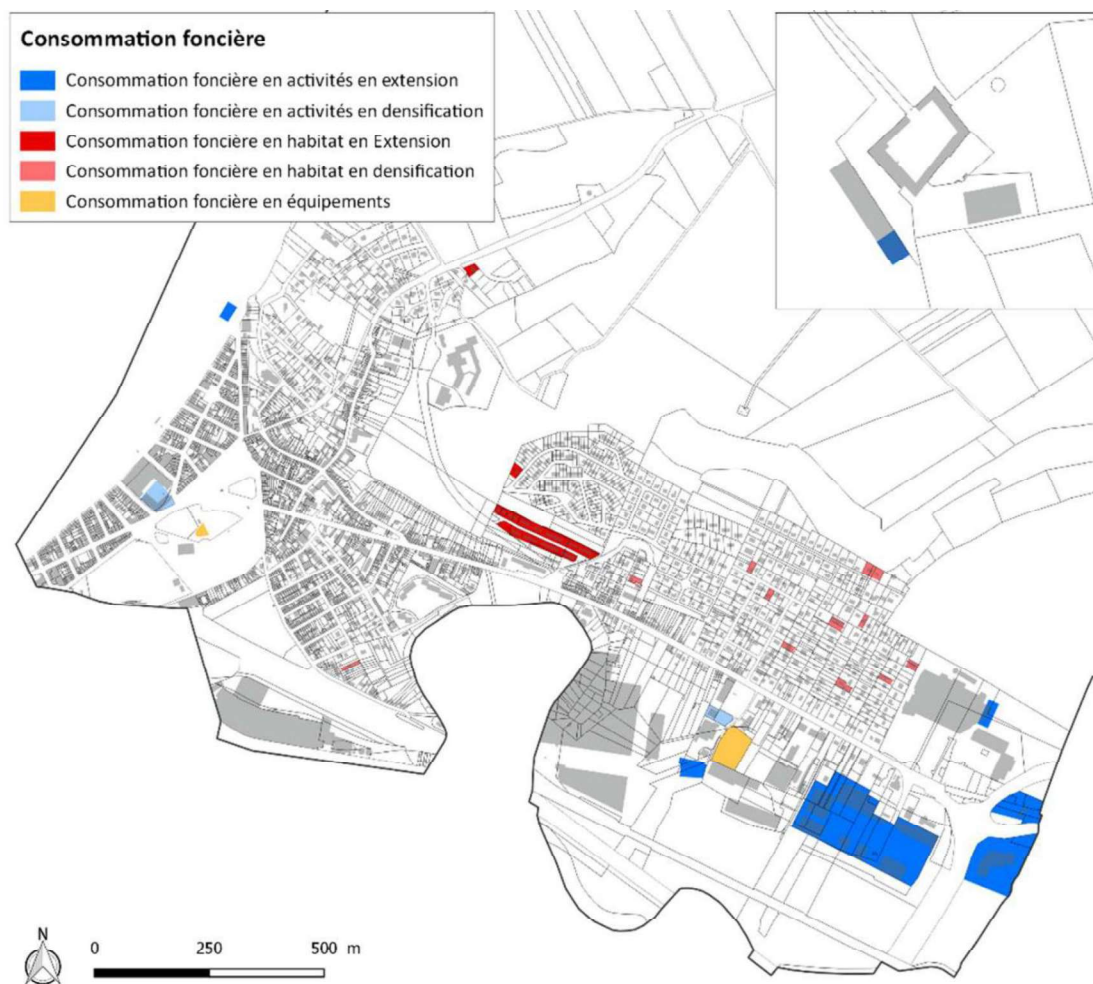 Consommation foncière
Consommation foncière en activités en extension
Consommation foncière en activités en densification
Consommation foncière en habitat en Extension
Consommation foncière en habitat en densification
Consommation foncière en équipements
N
0 250 500 m